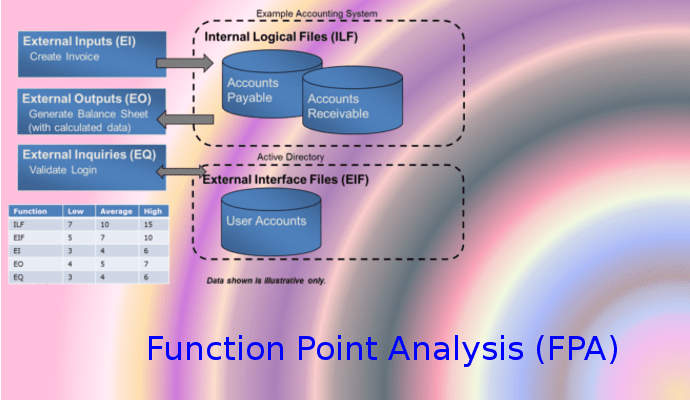 Example Accounting System
External Inputs (EI)
Create Invoice
Internal Logical Files (ILF)
Accounts
Payable
Accounts
Receivable
External Outputs (EO)
Generate Balance Sheet
(with calculated data)
External Inquiries (EQ)
Validate Login
Active Directory
External Interface Files (EIF)
User Accounts
Function Low Average High
ILF 7 10 15
EIF 5 7 10
EI 3 4 6
EO 4 5 7
EQ 3 4 6
Data shown is illustrative only.
Function Point Analysis (FPA)